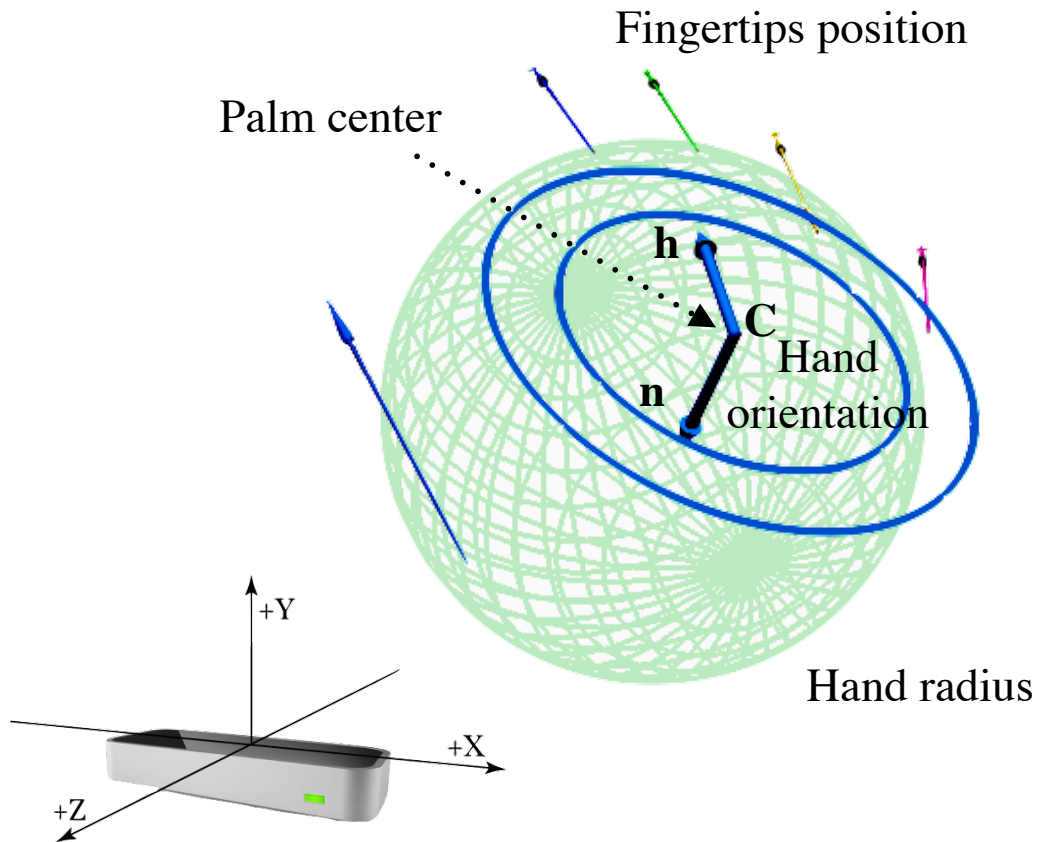 Fingertips position
Palm center
h
C
Hand
n
orientation
+Y
Hand radius
+X
+Z